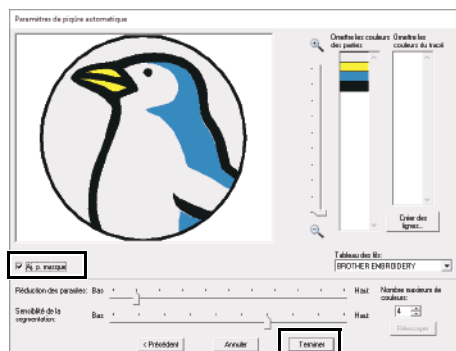 Paramètres de piqûre automatique
Omettre les couleurs des parties
Omettre les couleurs du tracé
Créer des lignes...
Tableau des fils:
BROTHER EMBROIDERY
Aj. p. masque
Réduction des parasites: Bas Haut
Nombre maximum de couleurs:
Sensibilité de la segmentation: Bas Haut
4
Réessayer
< Précédent Annuler Terminer